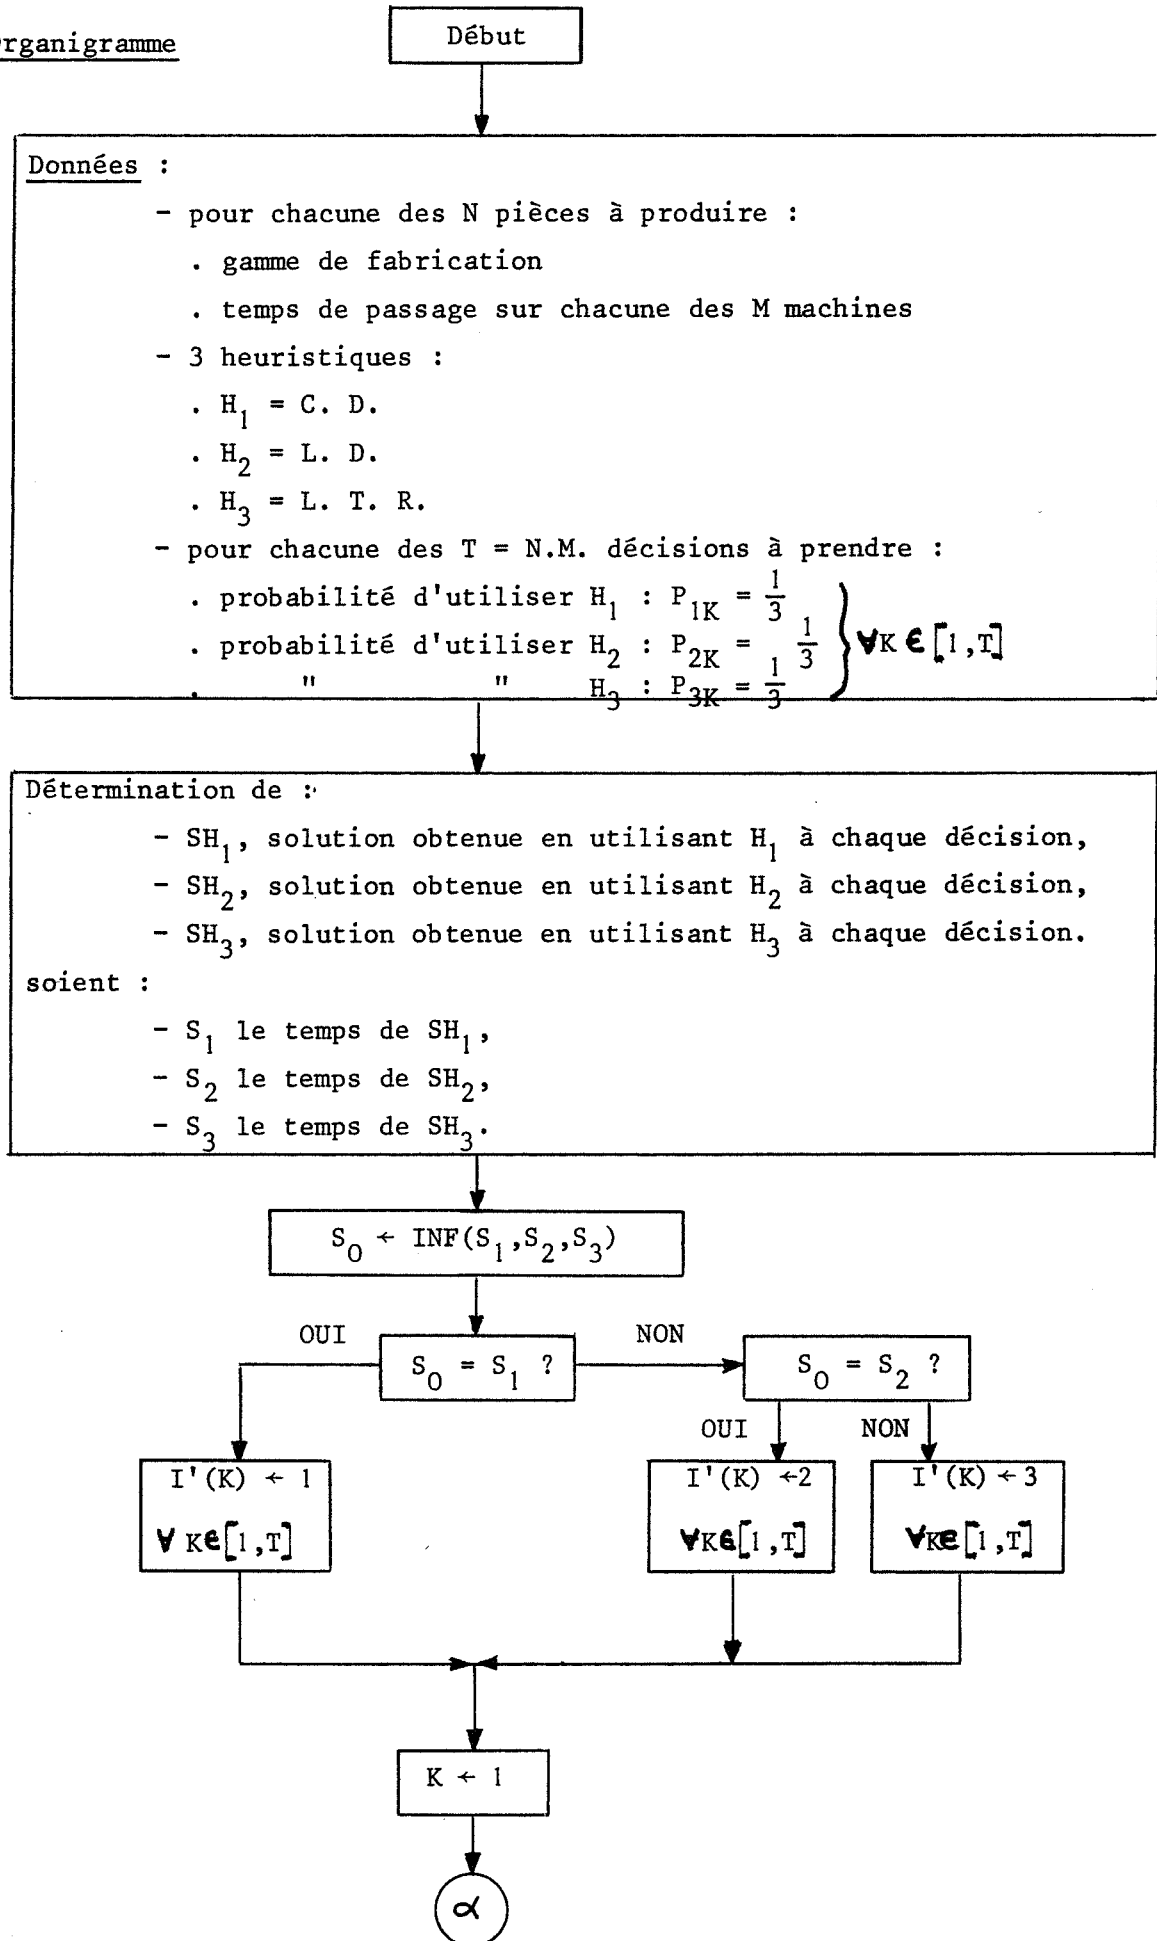 rganigramme
Début
Données :
- pour chacune des N pièces à produire :
. gamme de fabrication
. temps de passage sur chacune des M machines
- 3 heuristiques :
. H₁ = C. D.
. H₂ = L. D.
. H₃ = L. T. R.
- pour chacune des T = N.M. décisions à prendre :
. probabilité d'utiliser H₁ : P₁K = 1/3
. probabilité d'utiliser H₂ : P₂K = 1/3
. " " H₃ : P₃K = 1/3
∀K ∈ [1,T]
Détermination de :
- SH₁, solution obtenue en utilisant H₁ à chaque décision,
- SH₂, solution obtenue en utilisant H₂ à chaque décision,
- SH₃, solution obtenue en utilisant H₃ à chaque décision.
soient :
- S₁ le temps de SH₁,
- S₂ le temps de SH₂,
- S₃ le temps de SH₃.
S₀ ← INF(S₁,S₂,S₃)
OUI
S₀ = S₁ ?
NON
S₀ = S₂ ?
OUI
NON
I'(K) ← 1
∀ K∈[1,T]
I'(K) ←2
∀K∈[1,T]
I'(K) ← 3
∀K∈[1,T]
K ← 1
α